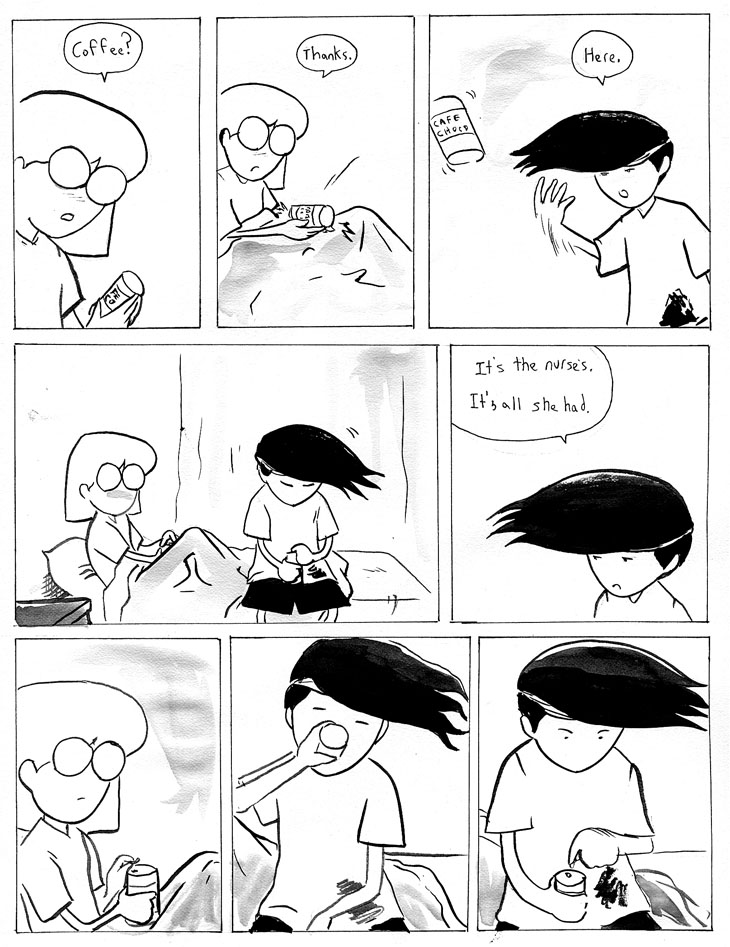 Here.
CAFE
CHOCO
Thanks.
Coffee?
It's the nurse's.
It's all she had.